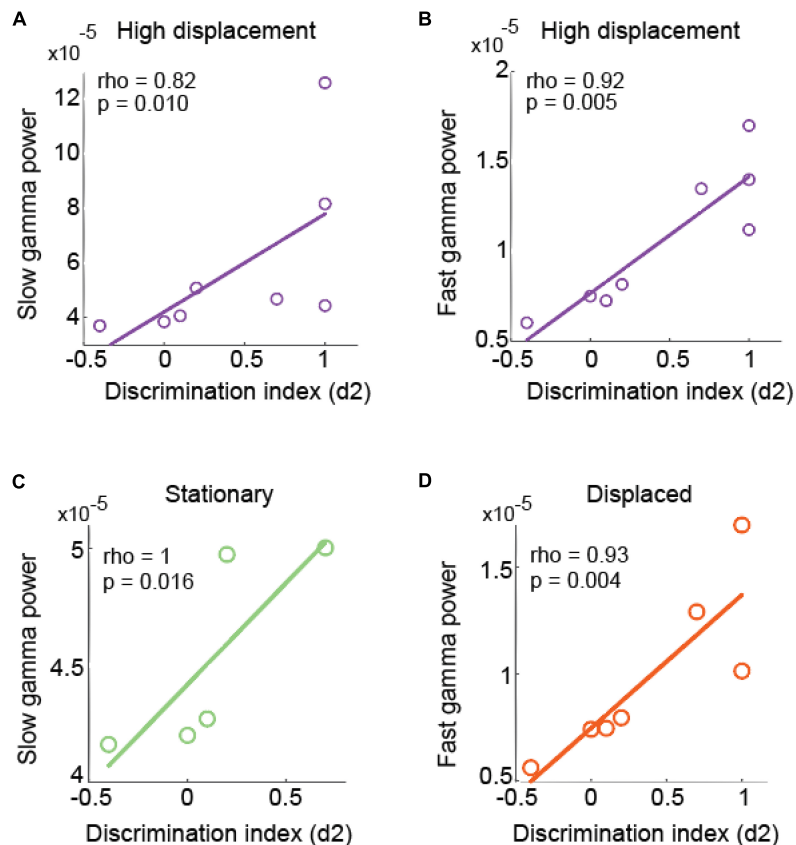 A
High displacement
x10 -5
rho = 0.82
p = 0.010
Slow gamma power
12
10
8
6
4
-0.5 0 0.5 1
Discrimination index (d2)
B
High displacement
x10 -5
rho = 0.92
p = 0.005
Fast gamma power
2
1.5
1
0.5
-0.5 0 0.5 1
Discrimination index (d2)
C
Stationary
x10 -5
rho = 1
p = 0.016
Slow gamma power
5
4.5
4
-0.5 0 0.5
Discrimination index (d2)
D
Displaced
x10 -5
rho = 0.93
p = 0.004
Fast gamma power
1.5
1
0.5
-0.5 0 0.5 1
Discrimination index (d2)